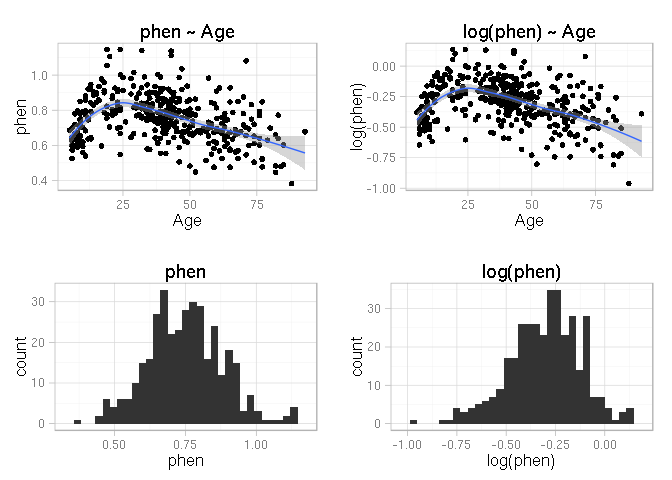 phen ~ Age
1.0
0.8
0.6
0.4
phen
25
50
75
Age
log(phen) ~ Age
0.00
-0.25
-0.50
-0.75
-1.00
log(phen)
25
50
75
Age
phen
30
20
10
0
count
0.50
0.75
1.00
phen
log(phen)
30
20
10
0
count
-1.00
-0.75
-0.50
-0.25
0.00
log(phen)